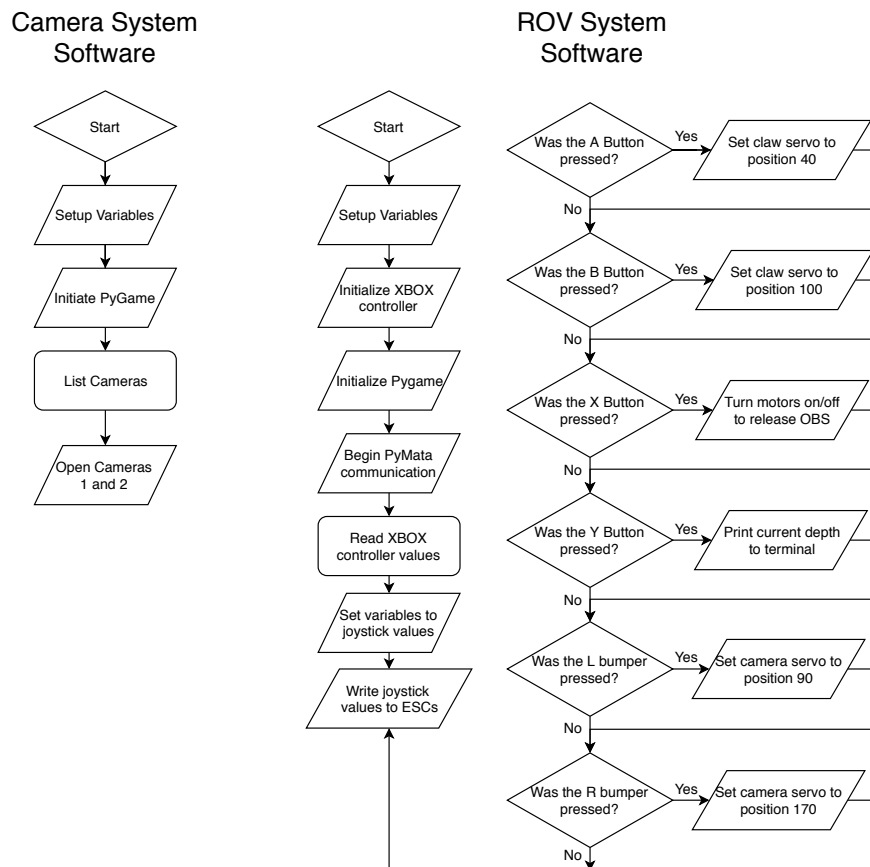 Camera System
Software
Start
Setup Variables
Initiate PyGame
List Cameras
Open Cameras
1 and 2
ROV System
Software
Start
Setup Variables
Initialize XBOX
controller
Initialize Pygame
Begin PyMata
communication
Read XBOX
controller values
Set variables to
joystick values
Write joystick
values to ESCs
Was the A Button
pressed?
Yes
Set claw servo to
position 40
No
Was the B Button
pressed?
Yes
Set claw servo to
position 100
No
Was the X Button
pressed?
Yes
Turn motors on/off
to release OBS
No
Was the Y Button
pressed?
Yes
Print current depth
to terminal
No
Was the L bumper
pressed?
Yes
Set camera servo to
position 90
No
Was the R bumper
pressed?
Yes
Set camera servo to
position 170
No